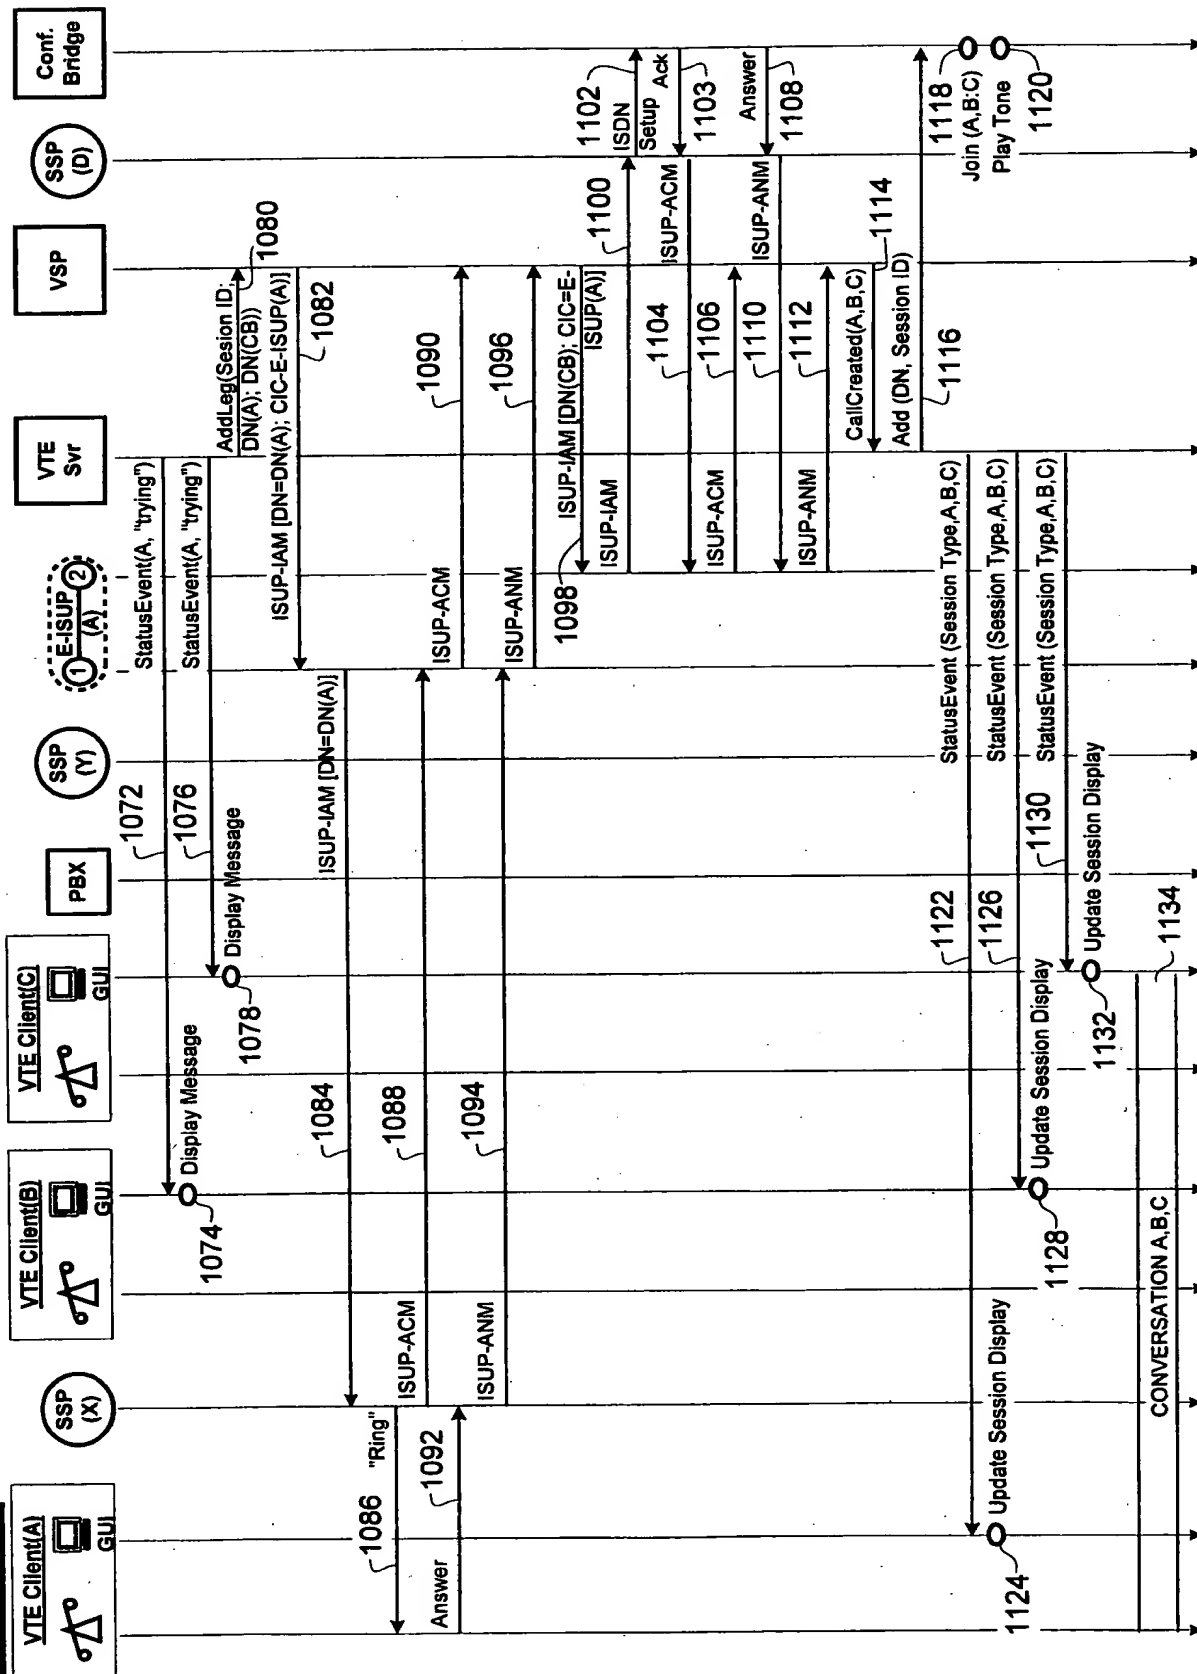 VTE Client(A)
GUI
SSP
(X)
VTE Client(B)
GUI
VTE Client(C)
GUI
PBX
SSP
(Y)
1
E-ISUP
(A)
2
VTE
Svr
VSP
SSP
(D)
Conf.
Bridge
StatusEvent(A, "trying")
1072
Display Message
1074
StatusEvent(A, "trying")
1076
Display Message
1078
AddLeg(Sesion ID;
DN(A); DN(CB))
1080
ISUP-IAM [DN=DN(A); CIC-E-ISUP(A)]
1082
ISUP-IAM [DN=DN(A)]
1084
"Ring"
1086
ISUP-ACM
1088
ISUP-ACM
1090
Answer
1092
ISUP-ANM
1094
ISUP-ANM
1096
ISUP-IAM [DN(CB); CIC=E-
ISUP(A)]
1098
ISUP-IAM
1100
ISDN
Setup
1102
Ack
1103
ISUP-ACM
1104
ISUP-ACM
1106
Answer
1108
ISUP-ANM
1110
ISUP-ANM
1112
CallCreated(A,B,C)
1114
Add (DN, Session ID)
1116
1118
Join (A,B:C)
Play Tone
1120
StatusEvent (Session Type,A,B,C)
1122
Update Session Display
1124
StatusEvent (Session Type,A,B,C)
1126
Update Session Display
1128
StatusEvent (Session Type,A,B,C)
1130
Update Session Display
1132
CONVERSATION A,B,C
1134